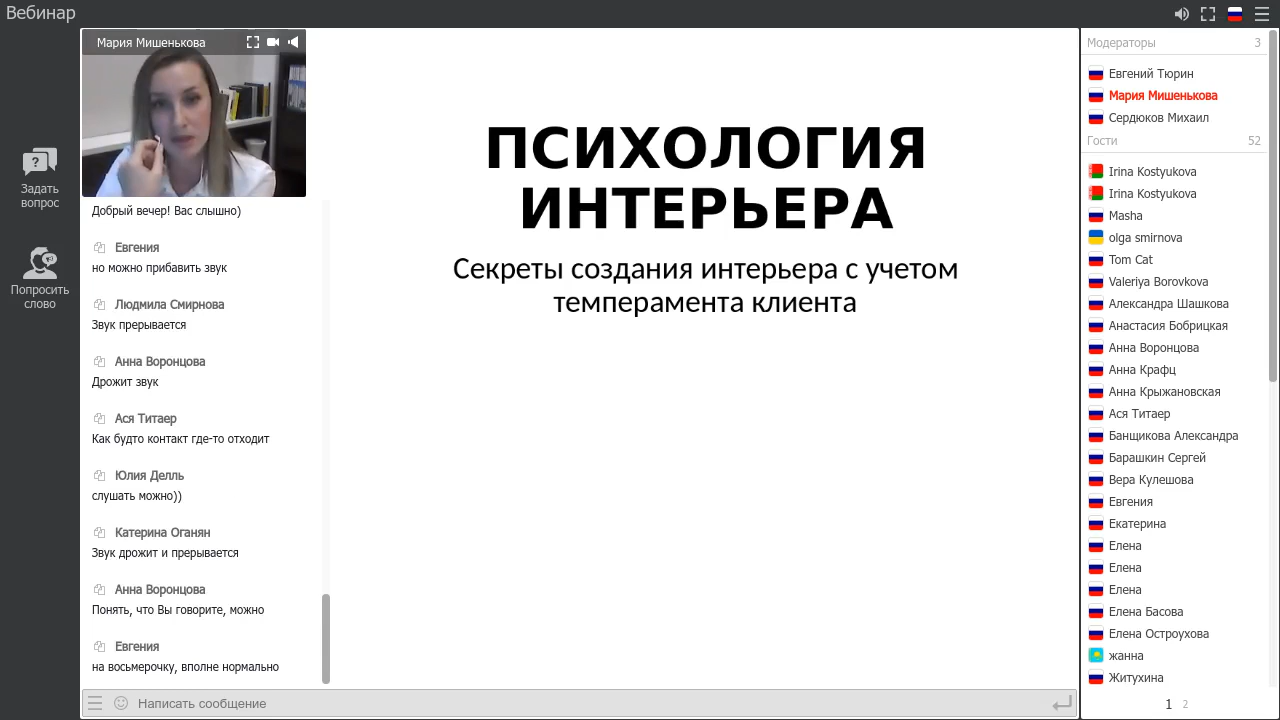 Вебинар
Мария Мишенькова
Задать
вопрос
Попросить
слово
Добрый вечер! Вас слышно)
Евгения
но можно прибавить звук
Людмила Смирнова
Звук прерывается
Анна Воронцова
Дрожит звук
Ася Титаер
Как будто контакт где-то отходит
Юлия Делль
слушать можно))
Катерина Оганян
Звук дрожит и прерывается
Анна Воронцова
Понять, что Вы говорите, можно
Евгения
на восьмерочку, вполне нормально
Написать сообщение
ПСИХОЛОГИЯ
ИНТЕРЬЕРА
Секреты создания интерьера с учетом
темперамента клиента
Модераторы 3
Евгений Тюрин
Мария Мишенькова
Сердюков Михаил
Гости 52
Irina Kostyukova
Irina Kostyukova
Masha
olga smirnova
Tom Cat
Valeriya Borovkova
Александра Шашкова
Анастасия Бобрицкая
Анна Воронцова
Анна Крафц
Анна Крыжановская
Ася Титаер
Банщикова Александра
Барашкин Сергей
Вера Кулешова
Евгения
Екатерина
Елена
Елена
Елена
Елена Басова
Елена Остроухова
жанна
Житухина
1 2